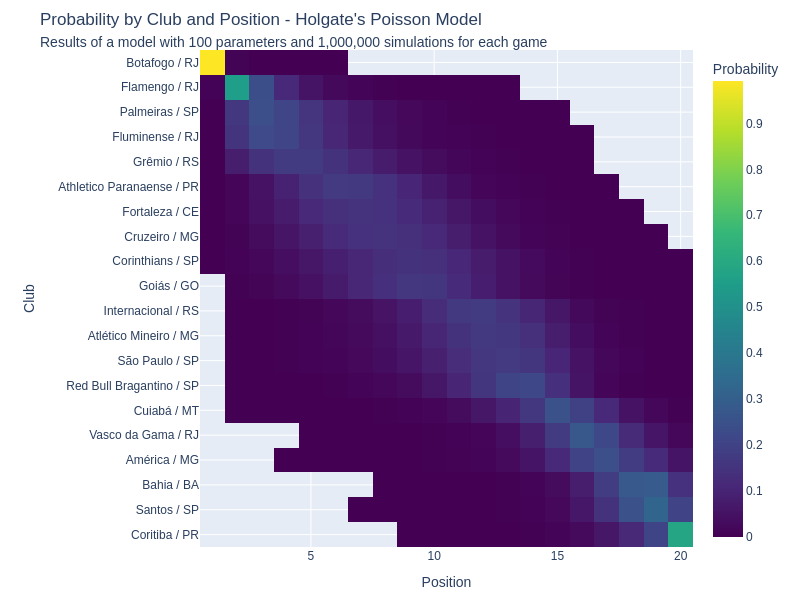 Probability by Club and Position - Holgate's Poisson Model
Results of a model with 100 parameters and 1,000,000 simulations for each game
Probability
Botafogo / RJ
Flamengo / RJ
Palmeiras / SP
Fluminense / RJ
Grêmio / RS
Athletico Paranaense / PR
Fortaleza / CE
Cruzeiro / MG
Corinthians / SP
Goiás / GO
Internacional / RS
Atlético Mineiro / MG
São Paulo / SP
Red Bull Bragantino / SP
Cuiabá / MT
Vasco da Gama / RJ
América / MG
Bahia / BA
Santos / SP
Coritiba / PR
Club
5 10 15 20
Position
0.9
0.8
0.7
0.6
0.5
0.4
0.3
0.2
0.1
0